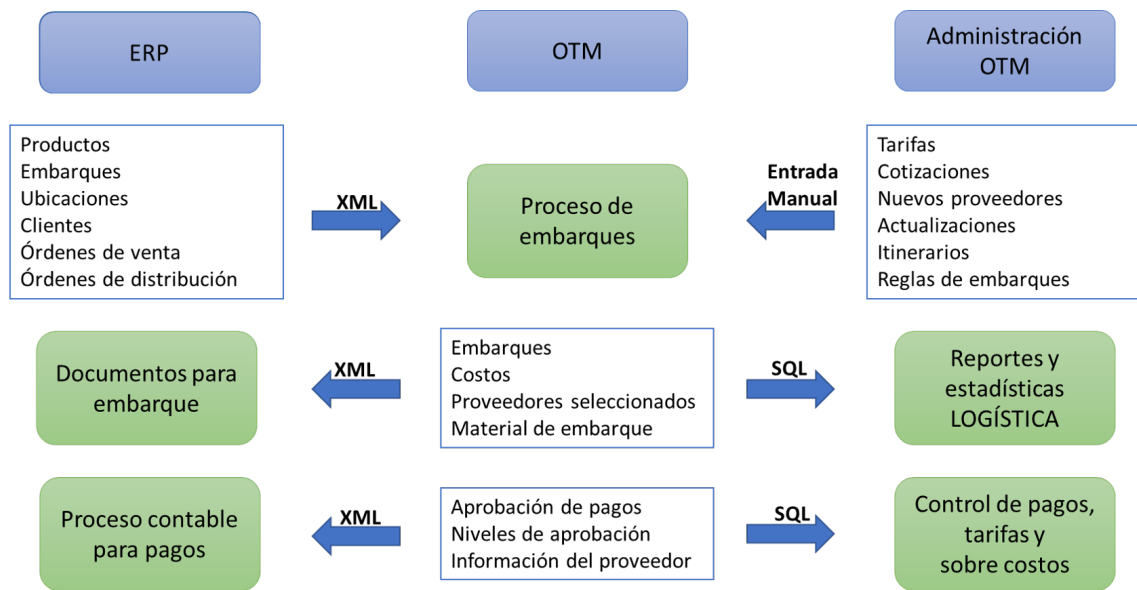 ERP
OTM
Administración
OTM
Productos
Embarques
Ubicaciones
Clientes
Órdenes de venta
Órdenes de distribución
XML
Proceso de
embarques
Entrada
Manual
Tarifas
Cotizaciones
Nuevos proveedores
Actualizaciones
Itinerarios
Reglas de embarques
Documentos para
embarque
XML
Embarques
Costos
Proveedores seleccionados
Material de embarque
SQL
Reportes y
estadísticas
LOGÍSTICA
Proceso contable
para pagos
XML
Aprobación de pagos
Niveles de aprobación
Información del proveedor
SQL
Control de pagos,
tarifas y
sobre costos